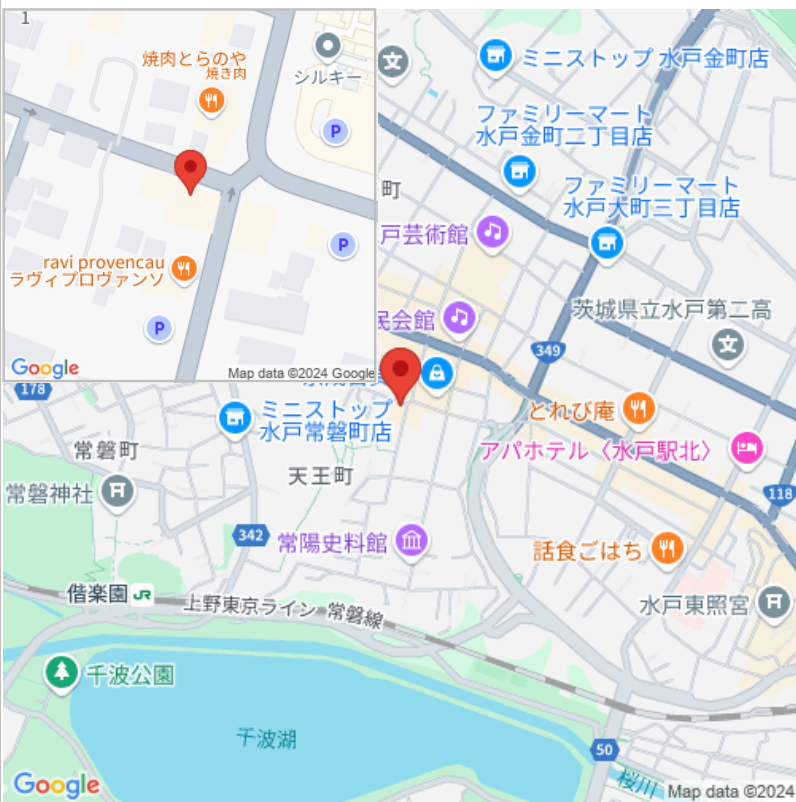 1
焼肉とらのや
焼き肉
シルキー
P
P
ravi provencau
ラヴィプロヴァンソ
P
Google
Map data ©2024 Google
文
ミニストップ 水戸金町店
ファミリーマート
水戸金町二丁目店
町
ファミリーマート
水戸大町三丁目店
戸芸術館
茨城県立水戸第二高
民会館
文
349
178
ミニストップ
水戸常磐町店
とれび庵
常磐町
アパホテル〈水戸駅北〉
天王町
常磐神社
118
342
常陽史料館
話食ごはち
偕楽園 JR
上野東京ライン 常磐線
水戸東照宮
千波公園
千波湖
50
桜川
Google
Map data ©2024